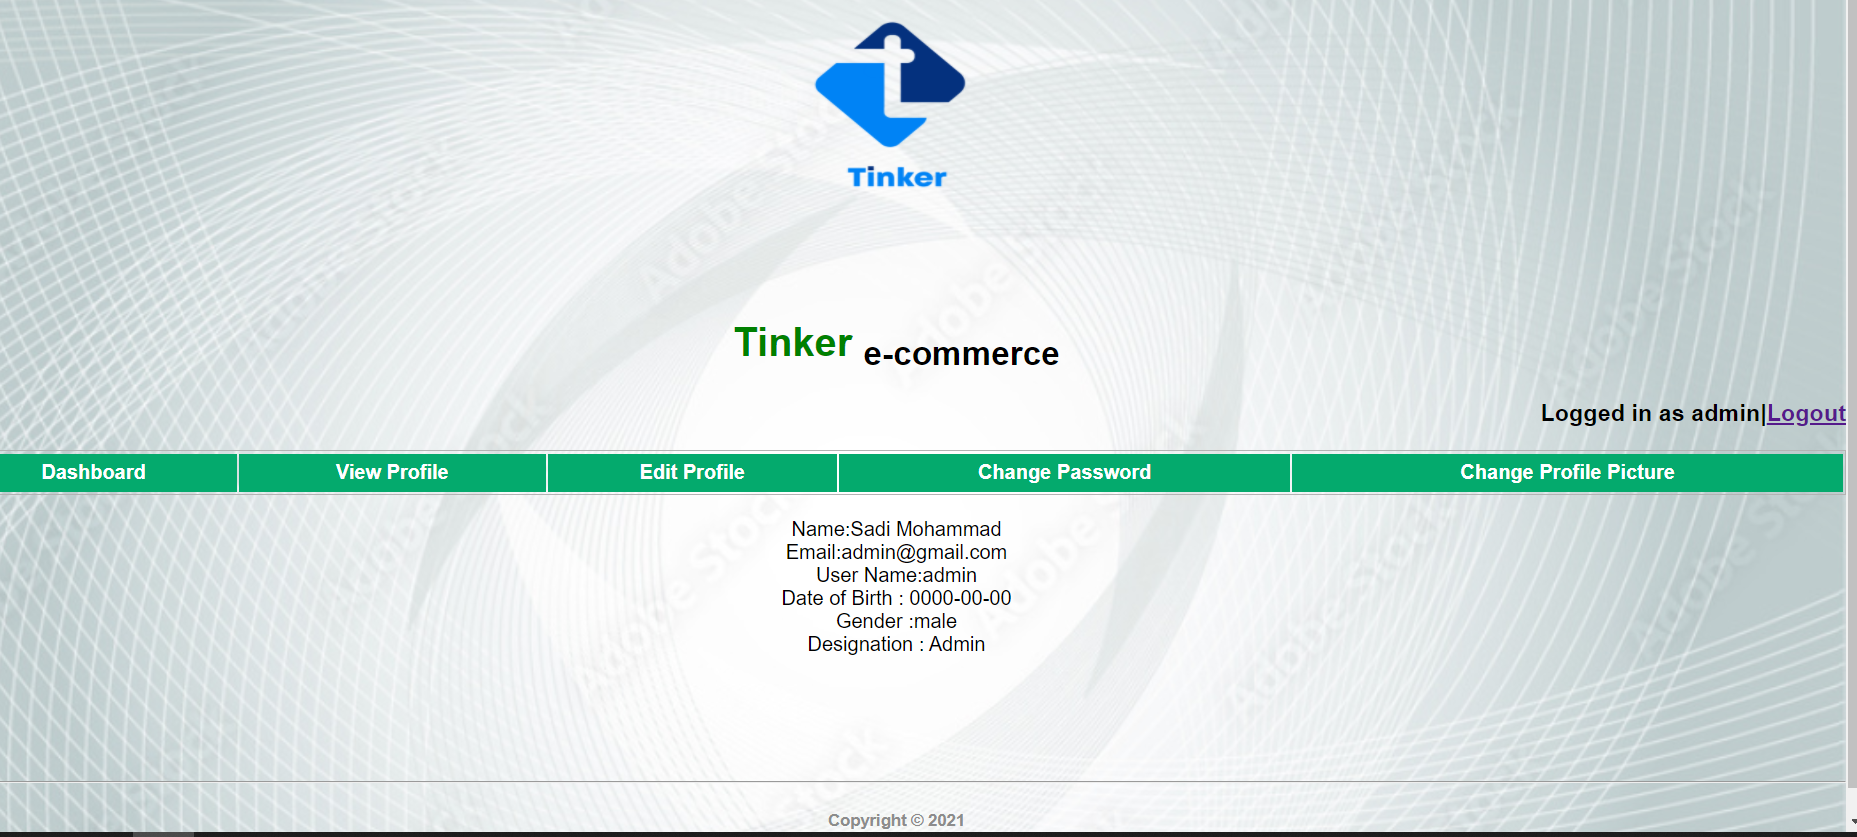 Tinker
Tinker e-commerce
Logged in as admin|Logout
Dashboard View Profile Edit Profile Change Password Change Profile Picture
Name:Sadi Mohammad
Email:admin@gmail.com
User Name:admin
Date of Birth : 0000-00-00
Gender :male
Designation : Admin
Copyright © 2021
Adobe Stock